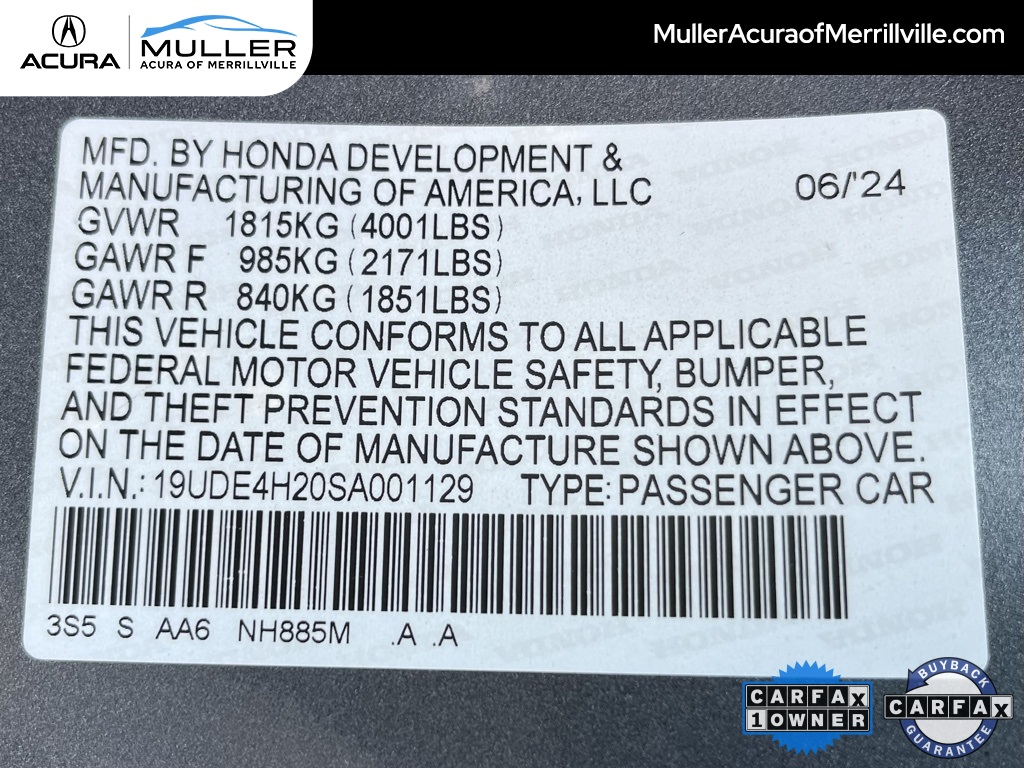 ACURA
MULLER
ACURA OF MERRILLVILLE
MullerAcuraofMerrillville.com
MFD. BY HONDA DEVELOPMENT &
MANUFACTURING OF AMERICA, LLC 06/'24
GVWR 1815KG (4001LBS)
GAWR F 985KG (2171LBS)
GAWR R 840KG (1851LBS)
THIS VEHICLE CONFORMS TO ALL APPLICABLE
FEDERAL MOTOR VEHICLE SAFETY, BUMPER,
AND THEFT PREVENTION STANDARDS IN EFFECT
ON THE DATE OF MANUFACTURE SHOWN ABOVE.
V.I.N.: 19UDE4H20SA001129 TYPE: PASSENGER CAR
3S5 S AA6 NH885M .A .A
CARFAX
1 OWNER
BUYBACK
CARFAX
GUARANTEE